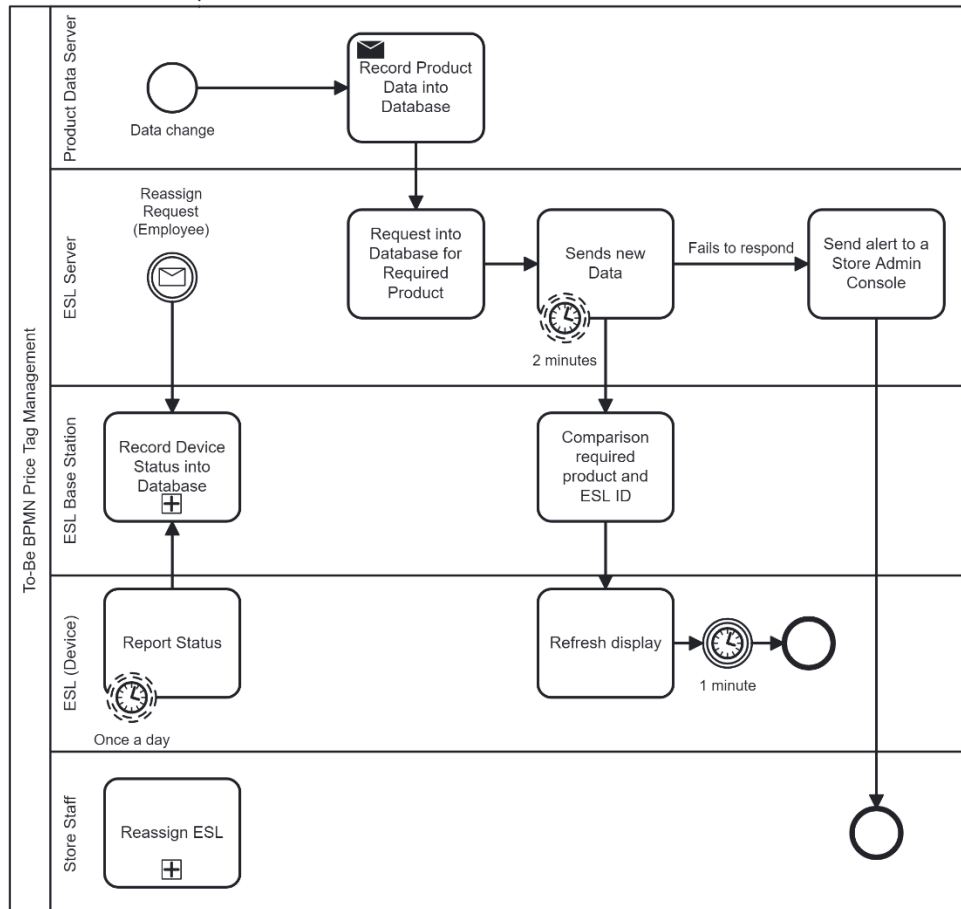 To-Be BPMN Price Tag Management
Product Data Server
Data change
Record Product
Data into
Database
ESL Server
Reassign
Request
(Employee)
Request into
Database for
Required
Product
Sends new
Data
2 minutes
Fails to respond
Send alert to a
Store Admin
Console
ESL Base Station
Record Device
Status into
Database
Comparison
required
product and
ESL ID
ESL (Device)
Report Status
Once a day
Refresh display
1 minute
Store Staff
Reassign ESL